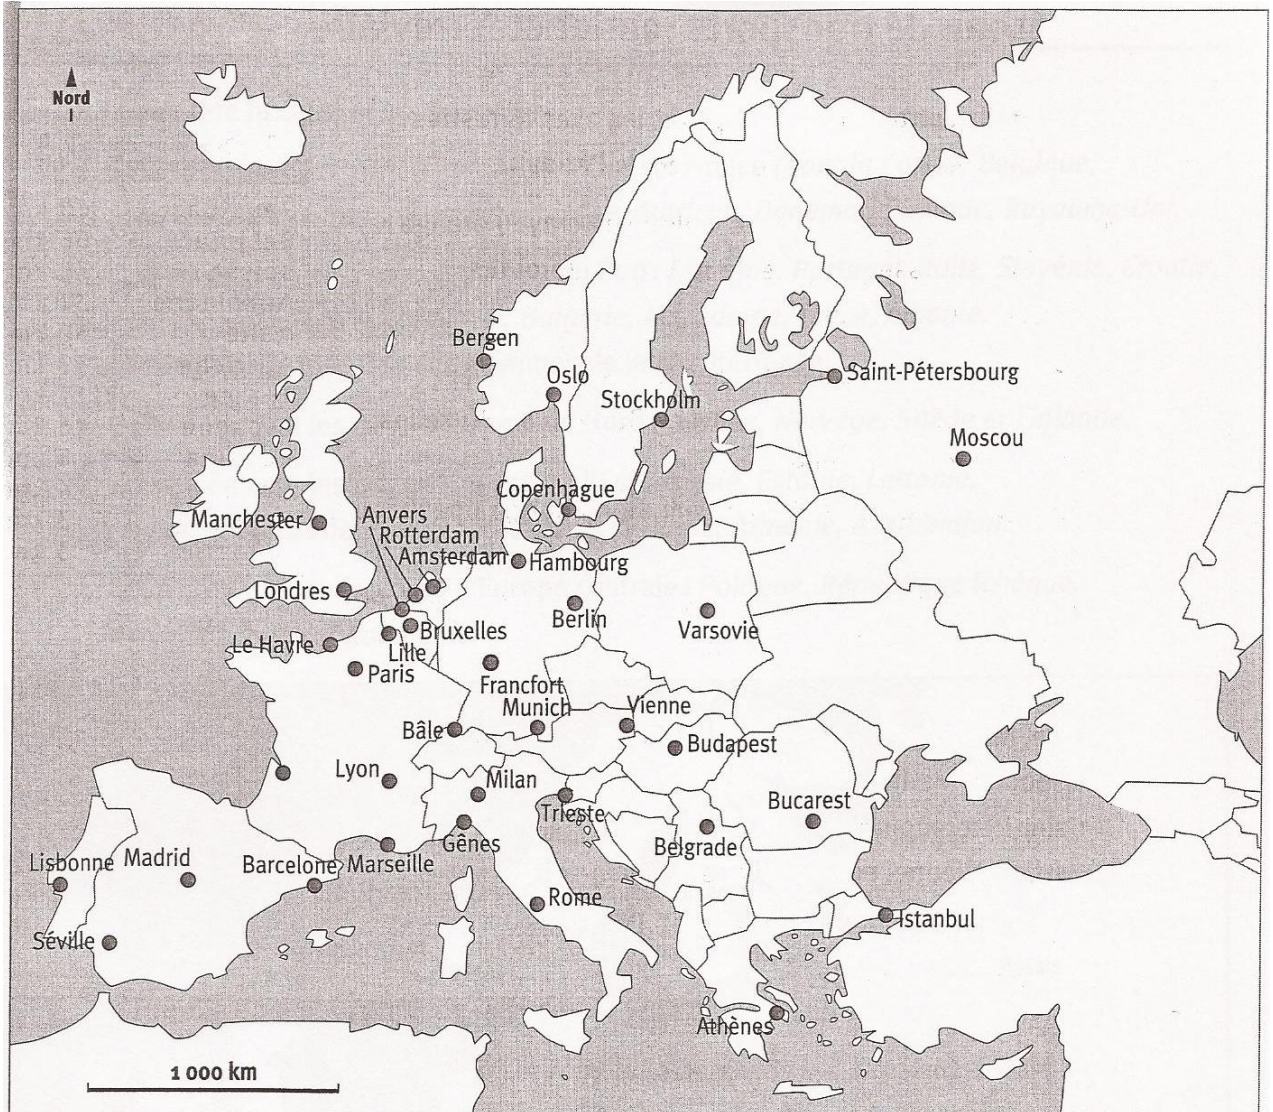 Nord
Bergen
Oslo
Stockholm
Saint-Pétersbourg
Moscou
Copenhague
Manchester
Anvers
Rotterdam
Amsterdam
Hambourg
Londres
Berlin
Varsovie
Le Havre
Bruxelles
Lille
Paris
Francfort
Munich
Vienne
Bâle
Budapest
Lyon
Milan
Trieste
Bucarest
Gênes
Belgrade
Lisbonne
Madrid
Barcelone
Marseille
Rome
Istanbul
Séville
Athènes
1 000 km